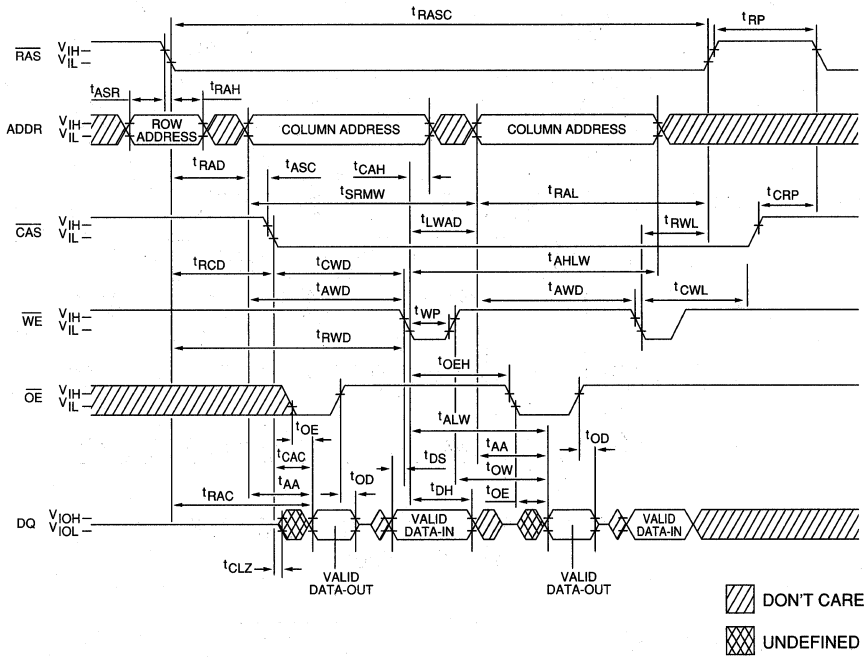 tRASC
tRP
RAS
VIH
VIL
tASR
tRAH
ADDR
VIH
VIL
ROW
ADDRESS
COLUMN ADDRESS
COLUMN ADDRESS
tRAD
tASC
tCAH
tSRMW
tRAL
tCRP
CAS
VIH
VIL
tLWAD
tRWL
tRCD
tCWD
tAHLW
tAWD
tAWD
tCWL
WE
VIH
VIL
tWP
tRWD
tOEH
OE
VIH
VIL
tOE
tALW
tCAC
tAA
tOD
tDS
tAA
tOD
tOW
tRAC
tDH
tOE
DQ
VIOH
VIOL
VALID
DATA-IN
VALID
DATA-IN
tCLZ
VALID
DATA-OUT
VALID
DATA-OUT
DON'T CARE
UNDEFINED